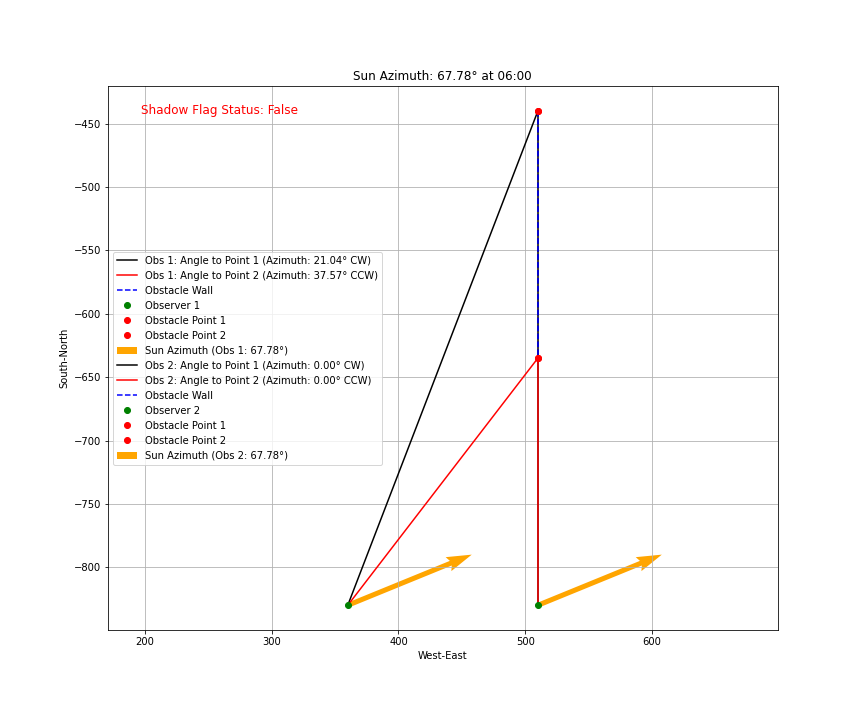 Sun Azimuth: 67.78° at 06:00
Shadow Flag Status: False
−450
−500
−550
−600
−650
−700
−750
−800
South-North
Obs 1: Angle to Point 1 (Azimuth: 21.04° CW)
Obs 1: Angle to Point 2 (Azimuth: 37.57° CCW)
Obstacle Wall
Observer 1
Obstacle Point 1
Obstacle Point 2
Sun Azimuth (Obs 1: 67.78°)
Obs 2: Angle to Point 1 (Azimuth: 0.00° CW)
Obs 2: Angle to Point 2 (Azimuth: 0.00° CCW)
Obstacle Wall
Observer 2
Obstacle Point 1
Obstacle Point 2
Sun Azimuth (Obs 2: 67.78°)
200 300 400 500 600
West-East